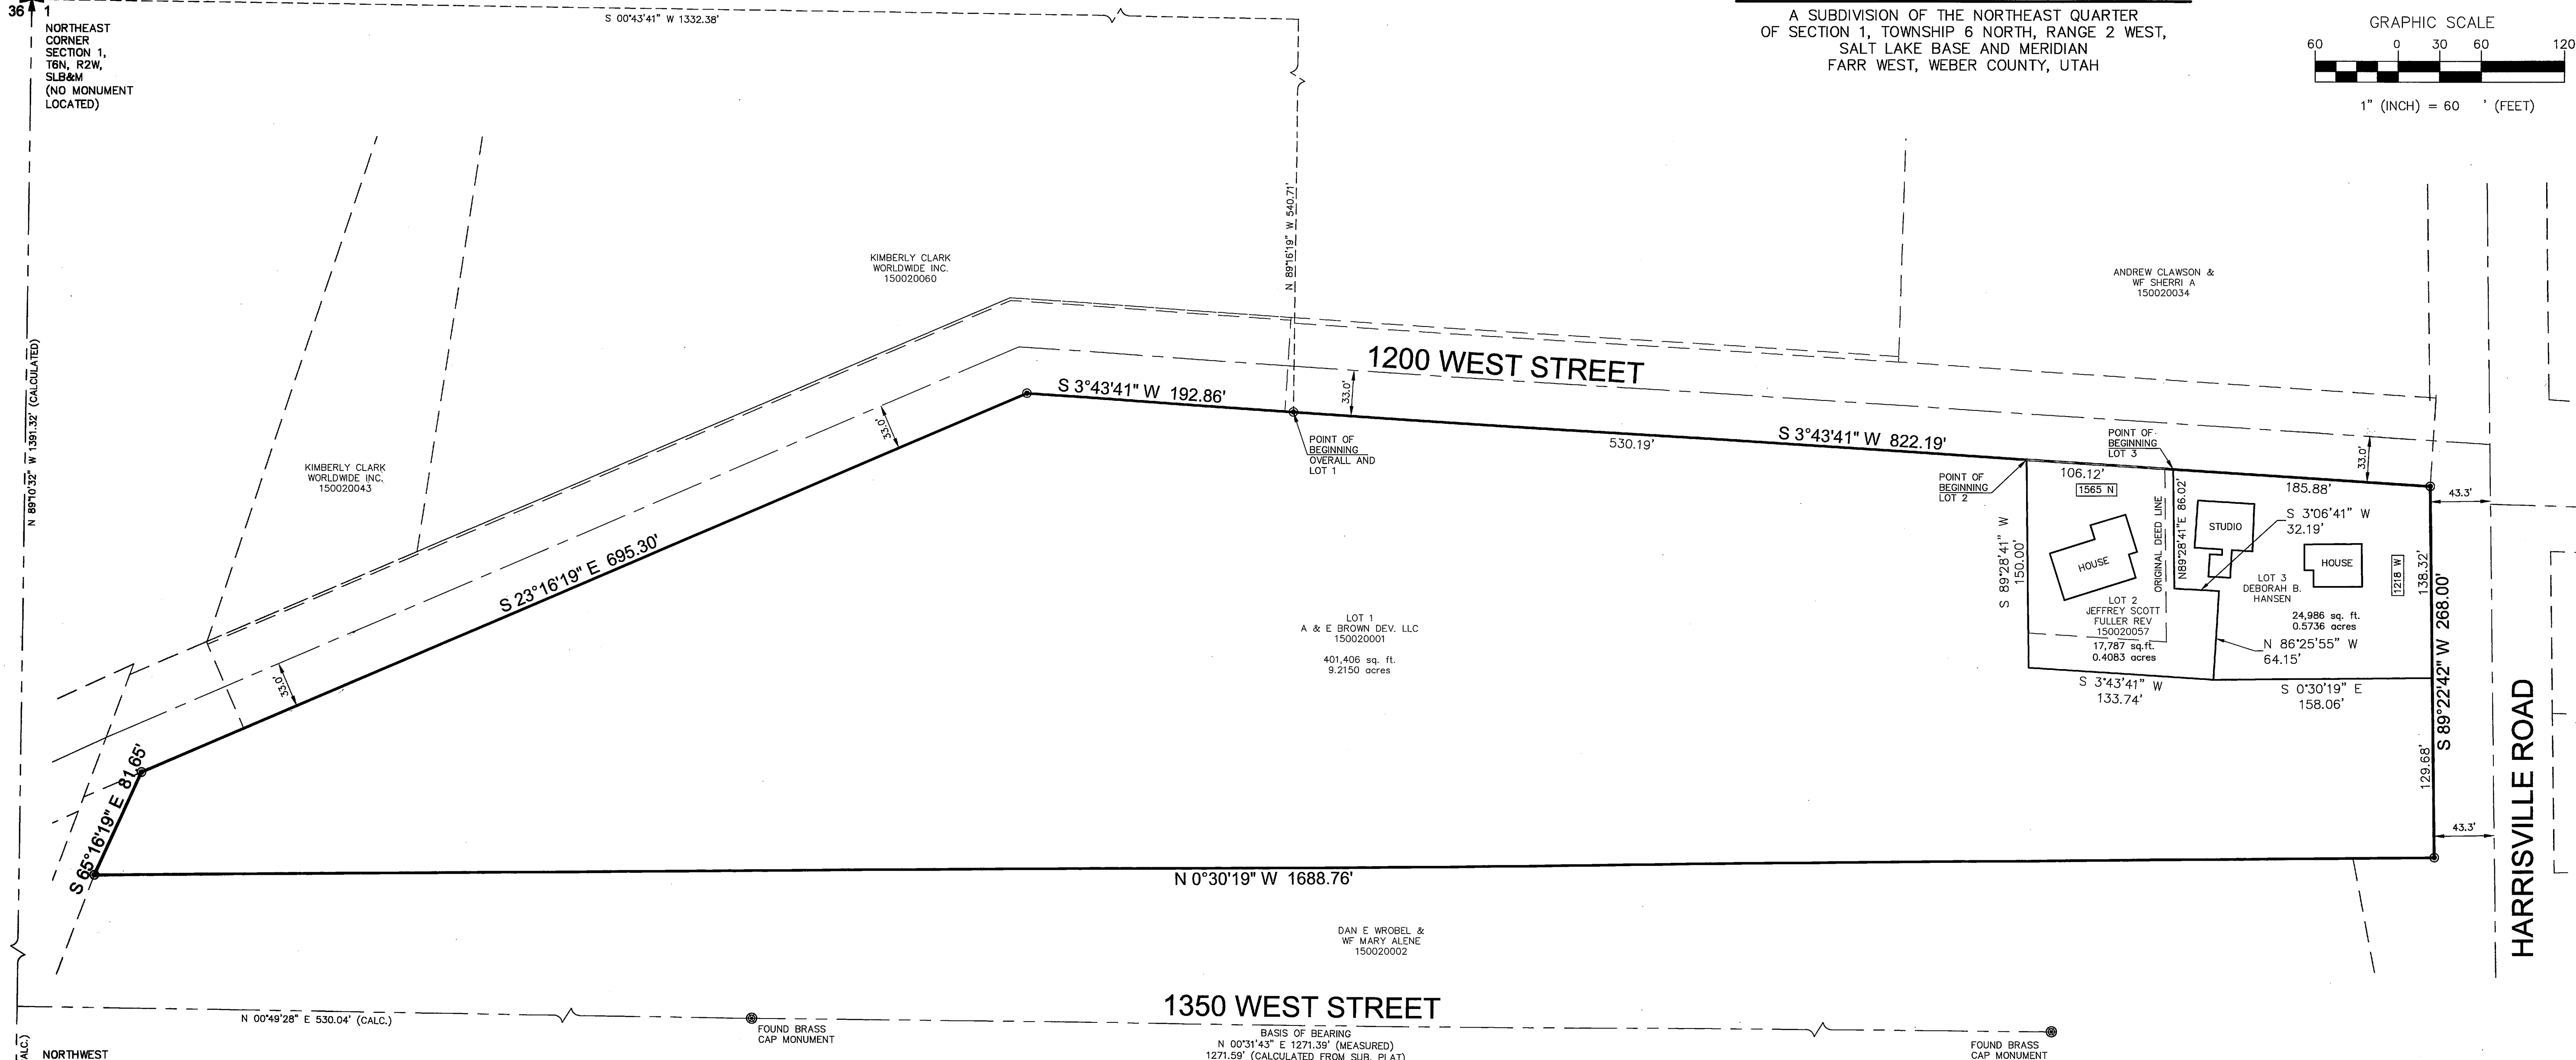 36
1
NORTHEAST
CORNER
SECTION 1,
T6N, R2W,
SLB&M
(NO MONUMENT
LOCATED)
S 00°43'41" W 1332.38'
A SUBDIVISION OF THE NORTHEAST QUARTER
OF SECTION 1, TOWNSHIP 6 NORTH, RANGE 2 WEST,
SALT LAKE BASE AND MERIDIAN
FARR WEST, WEBER COUNTY, UTAH
GRAPHIC SCALE
60 0 30 60 120
1" (INCH) = 60 ' (FEET)
N 89°10'32" W 1391.32' (CALCULATED)
N 89°16'19" W 540.71'
KIMBERLY CLARK
WORLDWIDE INC.
150020060
ANDREW CLAWSON &
WF SHERRI A
150020034
KIMBERLY CLARK
WORLDWIDE INC.
150020043
1200 WEST STREET
S 3°43'41" W 192.86'
33.0'
33.0'
33.0'
33.0'
S 23°16'19" E 695.30'
S 65°16'19" E 81.65'
POINT OF
BEGINNING
OVERALL AND
LOT 1
530.19'
S 3°43'41" W 822.19'
POINT OF
BEGINNING
LOT 2
POINT OF
BEGINNING
LOT 3
106.12'
1565 N
185.88'
43.3'
S 89°28'41" W
150.00'
ORIGINAL DEED LINE
N89°28'41"E 86.02'
HOUSE
STUDIO
S 3°06'41" W
32.19'
HOUSE
1218 W
138.32'
S 89°22'42" W 268.00'
LOT 3
DEBORAH B.
HANSEN
24,986 sq. ft.
0.5736 acres
LOT 2
JEFFREY SCOTT
FULLER REV
150020057
17,787 sq.ft.
0.4083 acres
N 86°25'55" W
64.15'
S 3°43'41" W
133.74'
S 0°30'19" E
158.06'
LOT 1
A & E BROWN DEV. LLC
150020001
401,406 sq. ft.
9.2150 acres
129.68'
43.3'
HARRISVILLE ROAD
N 0°30'19" W 1688.76'
DAN E WROBEL &
WF MARY ALENE
150020002
1350 WEST STREET
N 00°49'28" E 530.04' (CALC.)
FOUND BRASS
CAP MONUMENT
BASIS OF BEARING
N 00°31'43" E 1271.39' (MEASURED)
1271.59' (CALCULATED FROM SUB. PLAT)
FOUND BRASS
CAP MONUMENT
NORTHWEST